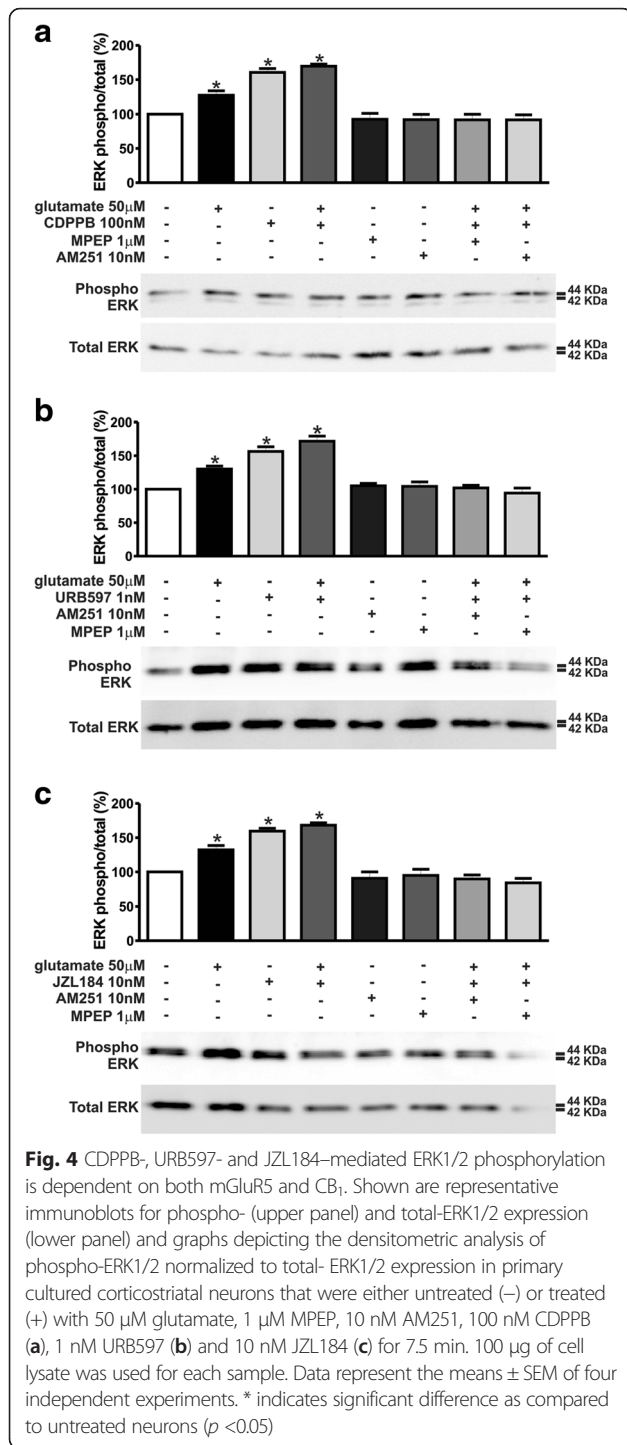 a
ERK phospho/total (%)
200
150
100
50
0
* * *
glutamate 50μM - + - + - - + +
CDPPB 100nM - - + + - - + +
MPEP 1μM - - - - + - + -
AM251 10nM - - - - - + - +
Phospho
ERK
44 KDa
42 KDa
Total ERK
44 KDa
42 KDa
b
ERK phospho/total (%)
200
150
100
50
0
* * *
glutamate 50μM - + - + - - + +
URB597 1nM - - + + - - + +
AM251 10nM - - - - + - + -
MPEP 1μM - - - - - + - +
Phospho
ERK
44 KDa
42 KDa
Total ERK
44 KDa
42 KDa
c
ERK phospho/total (%)
200
150
100
50
0
* * *
glutamate 50μM - + - + - - + +
JZL184 10nM - - + + - - + +
AM251 10nM - - - - + - + -
MPEP 1μM - - - - - + - +
Phospho
ERK
44 KDa
42 KDa
Total ERK
44 KDa
42 KDa
Fig. 4 CDPPB-, URB597- and JZL184–mediated ERK1/2 phosphorylation
is dependent on both mGluR5 and CB₁. Shown are representative
immunoblots for phospho- (upper panel) and total-ERK1/2 expression
(lower panel) and graphs depicting the densitometric analysis of
phospho-ERK1/2 normalized to total- ERK1/2 expression in primary
cultured corticostriatal neurons that were either untreated (−) or treated
(+) with 50 μM glutamate, 1 μM MPEP, 10 nM AM251, 100 nM CDPPB
(a), 1 nM URB597 (b) and 10 nM JZL184 (c) for 7.5 min. 100 μg of cell
lysate was used for each sample. Data represent the means ± SEM of four
independent experiments. * indicates significant difference as compared
to untreated neurons (p <0.05)